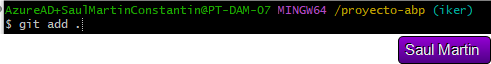 AzureAD+SaulMartinConstantin@PT-DAM-07 MINGW64 /proyecto-abp (iker)
$ git add .
Saul Martin